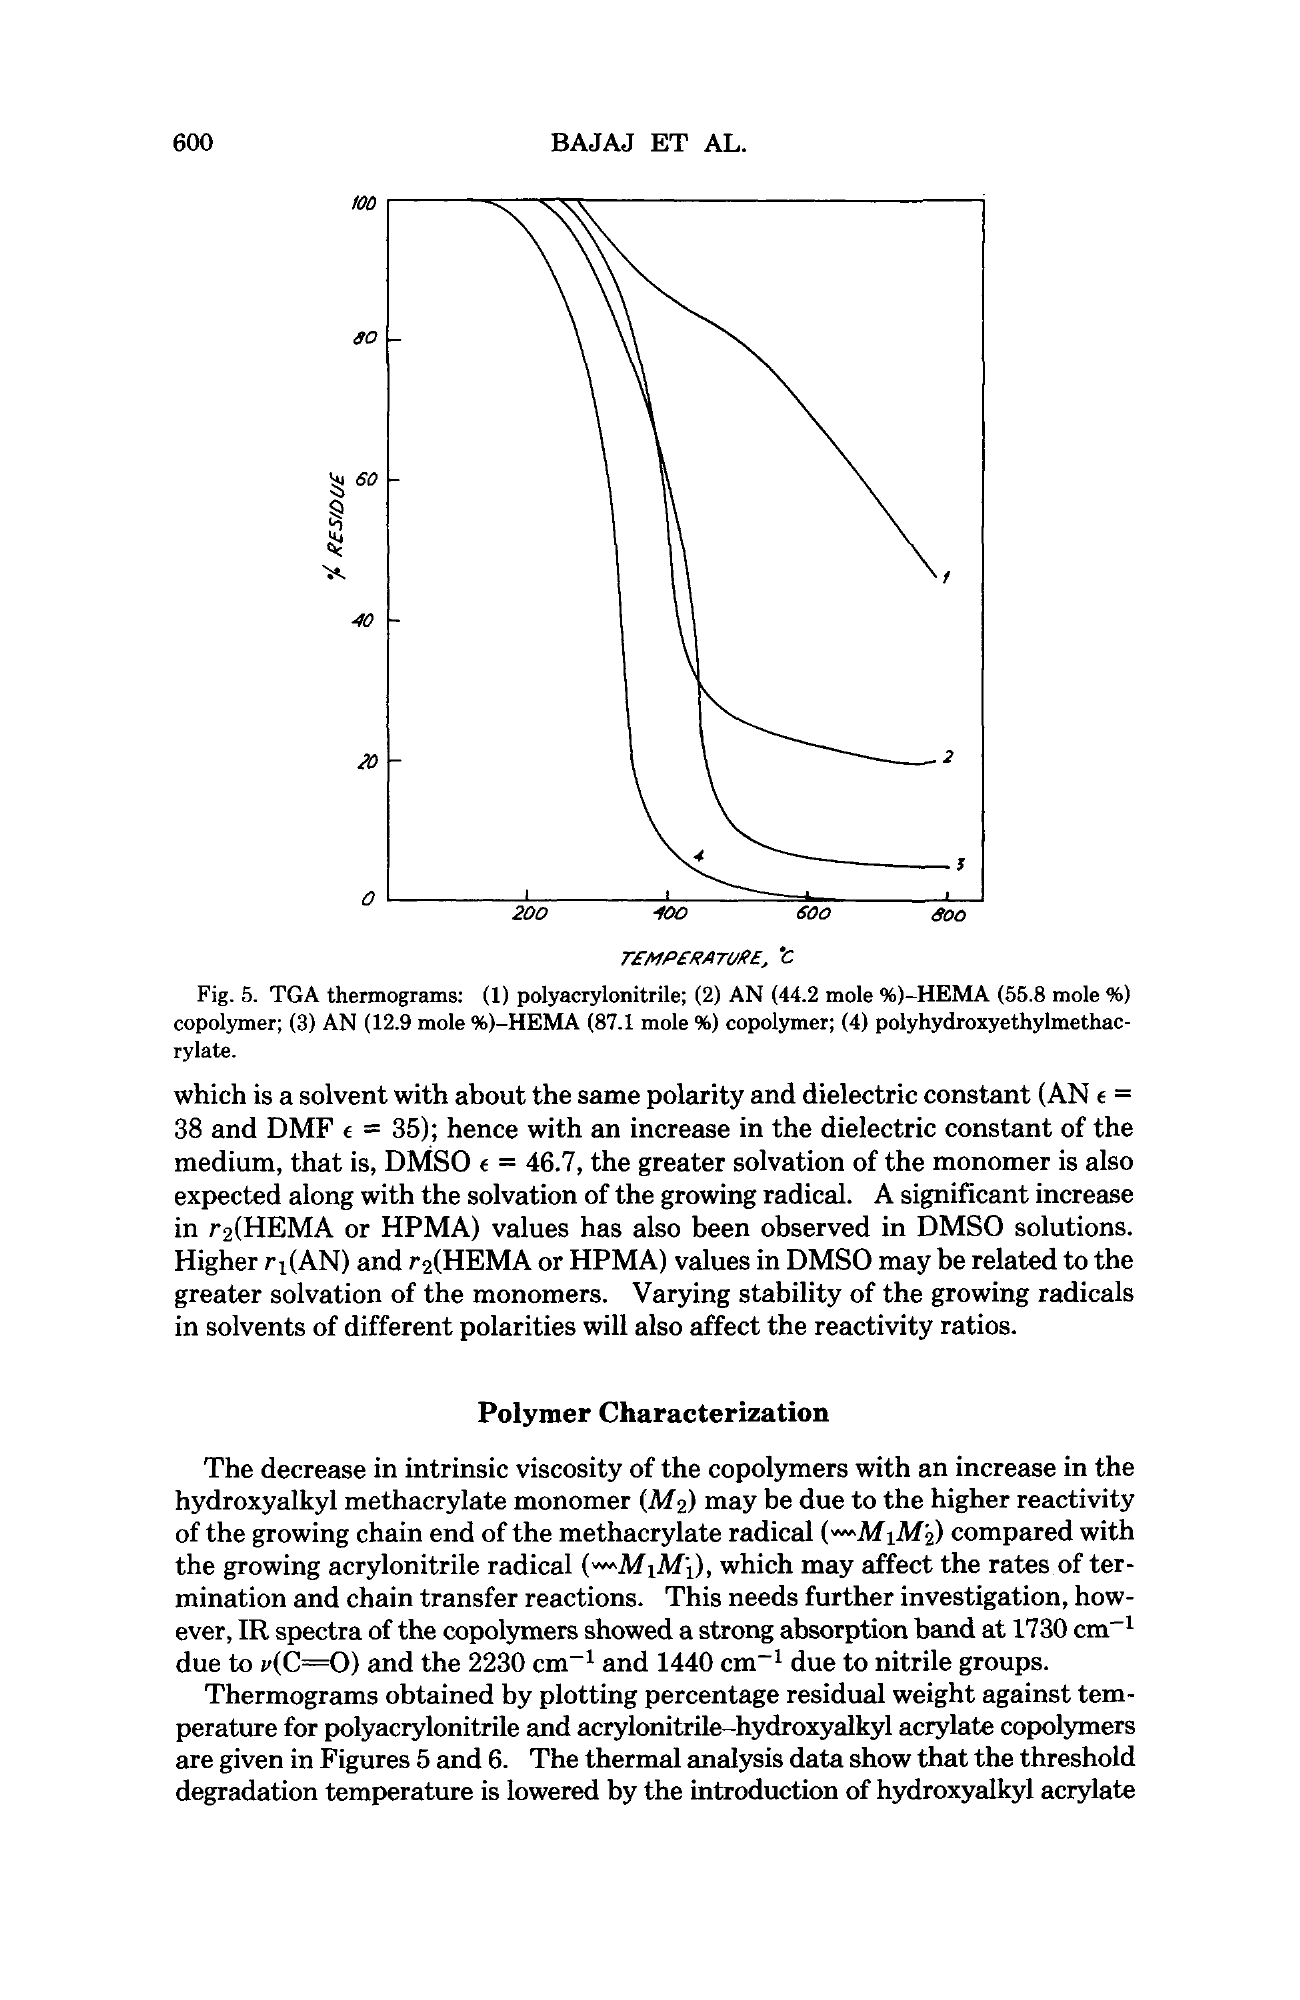 600
BAJAJ ET AL.
100
80
60
40
20
0
% RESIDUE
1
2
3
4
200 400 600 800
TEMPERATURE, °C
Fig. 5. TGA thermograms: (1) polyacrylonitrile; (2) AN (44.2 mole %)–HEMA (55.8 mole %)
copolymer; (3) AN (12.9 mole %)–HEMA (87.1 mole %) copolymer; (4) polyhydroxyethylmethac-
rylate.
which is a solvent with about the same polarity and dielectric constant (AN ε =
38 and DMF ε = 35); hence with an increase in the dielectric constant of the
medium, that is, DMSO ε = 46.7, the greater solvation of the monomer is also
expected along with the solvation of the growing radical. A significant increase
in r₂(HEMA or HPMA) values has also been observed in DMSO solutions.
Higher r₁(AN) and r₂(HEMA or HPMA) values in DMSO may be related to the
greater solvation of the monomers. Varying stability of the growing radicals
in solvents of different polarities will also affect the reactivity ratios.
Polymer Characterization
The decrease in intrinsic viscosity of the copolymers with an increase in the
hydroxyalkyl methacrylate monomer (M₂) may be due to the higher reactivity
of the growing chain end of the methacrylate radical (~~~M₁M₂·) compared with
the growing acrylonitrile radical (~~~M₁M₁·), which may affect the rates of ter-
mination and chain transfer reactions. This needs further investigation, how-
ever, IR spectra of the copolymers showed a strong absorption band at 1730 cm⁻¹
due to ν(C=O) and the 2230 cm⁻¹ and 1440 cm⁻¹ due to nitrile groups.
Thermograms obtained by plotting percentage residual weight against tem-
perature for polyacrylonitrile and acrylonitrile–hydroxyalkyl acrylate copolymers
are given in Figures 5 and 6. The thermal analysis data show that the threshold
degradation temperature is lowered by the introduction of hydroxyalkyl acrylate